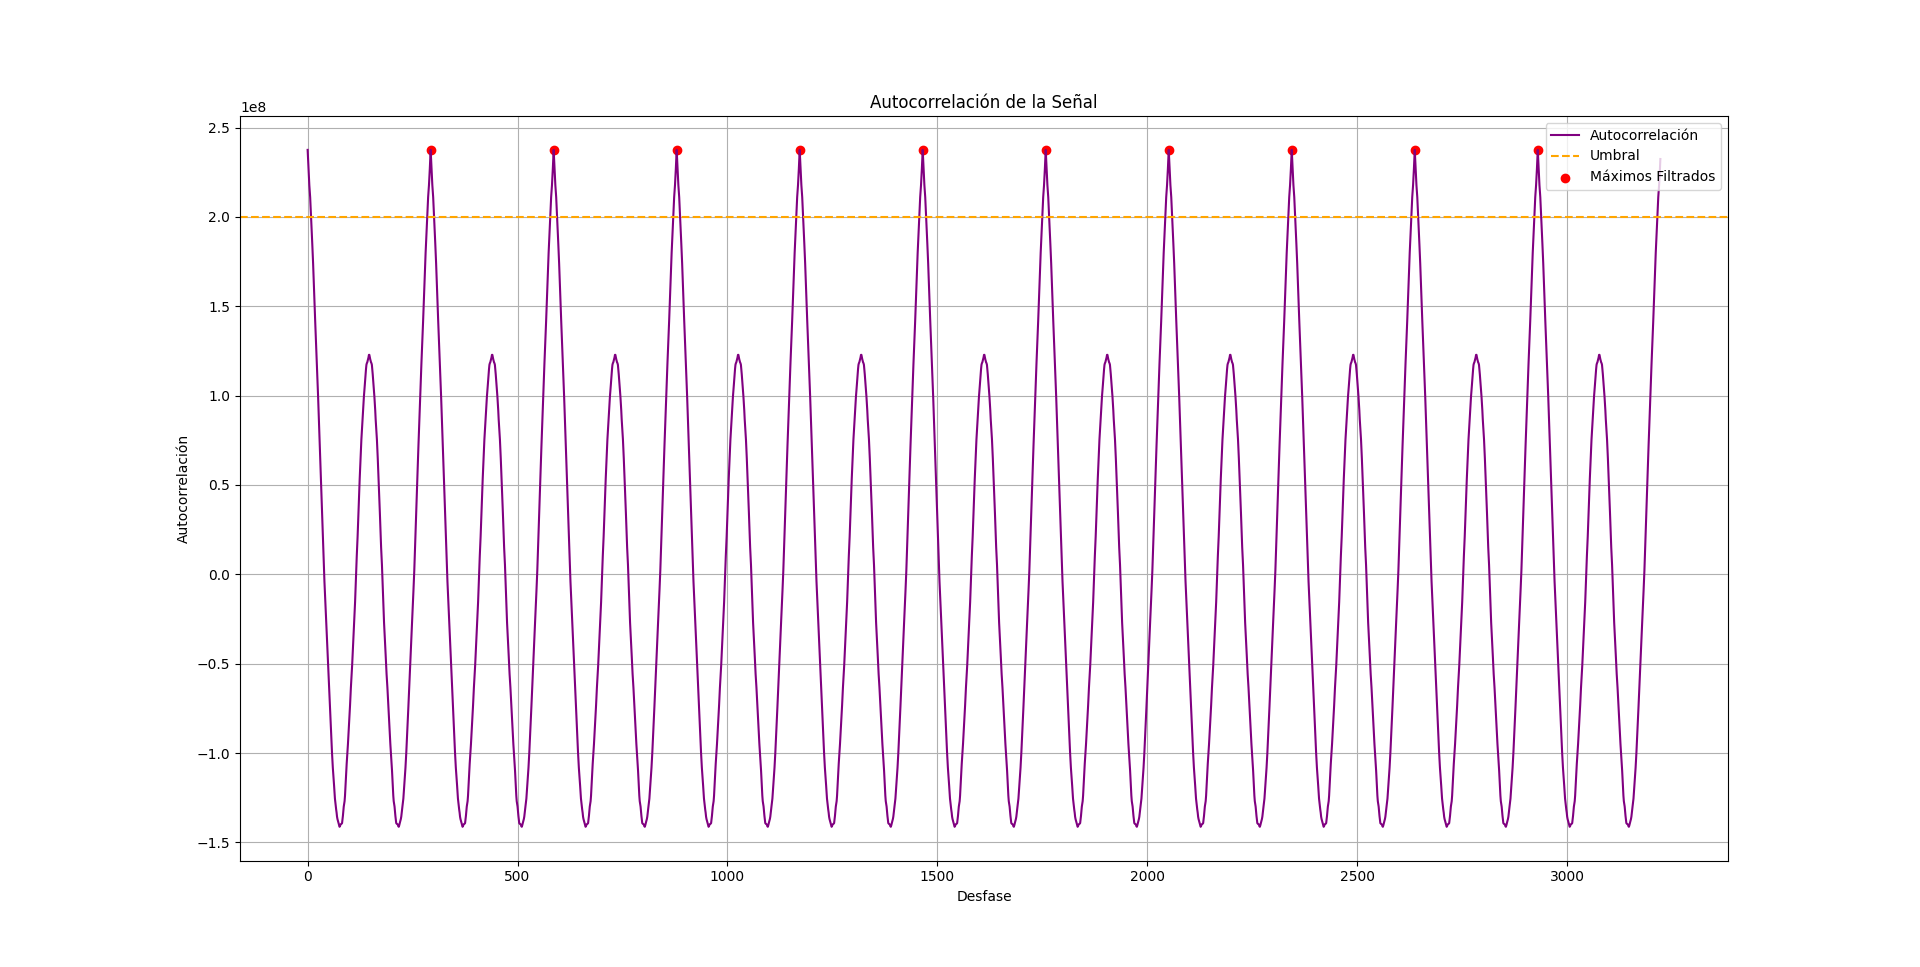 Autocorrelación de la Señal
1e8
2.5
2.0
1.5
1.0
0.5
0.0
−0.5
−1.0
−1.5
Autocorrelación
Autocorrelación
Umbral
Máximos Filtrados
0 500 1000 1500 2000 2500 3000
Desfase